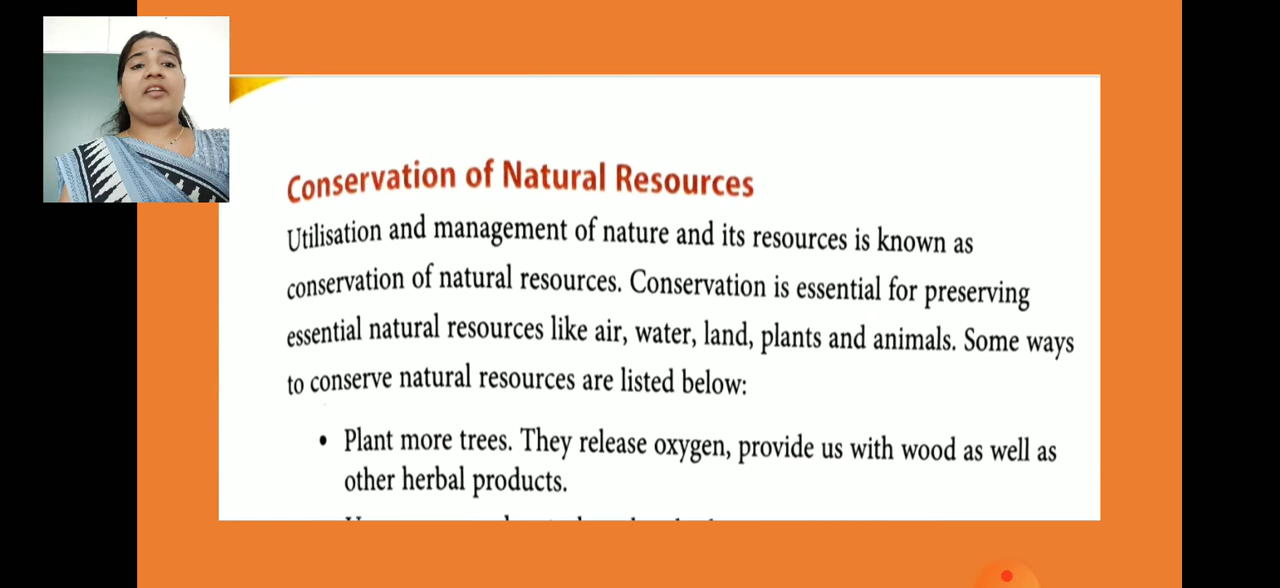 Conservation of Natural Resources
Utilisation and management of nature and its resources is known as
conservation of natural resources. Conservation is essential for preserving
essential natural resources like air, water, land, plants and animals. Some ways
to conserve natural resources are listed below:
• Plant more trees. They release oxygen, provide us with wood as well as
other herbal products.